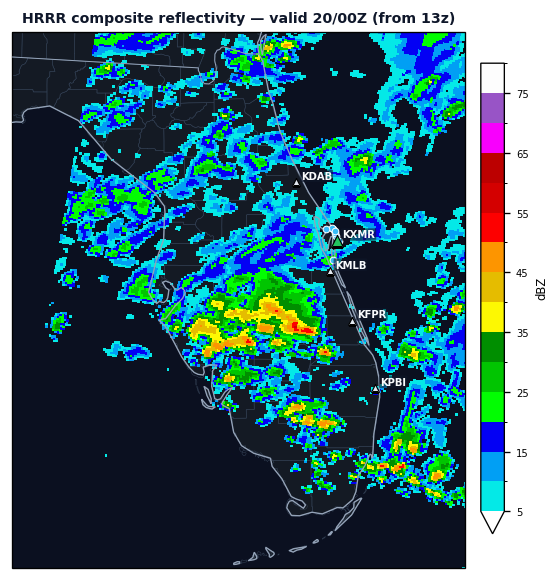 HRRR composite reflectivity — valid 20/00Z (from 13z)
KDAB
KXMR
KMLB
KFPR
KPBI
75
65
55
45
35
25
15
5
dBZ